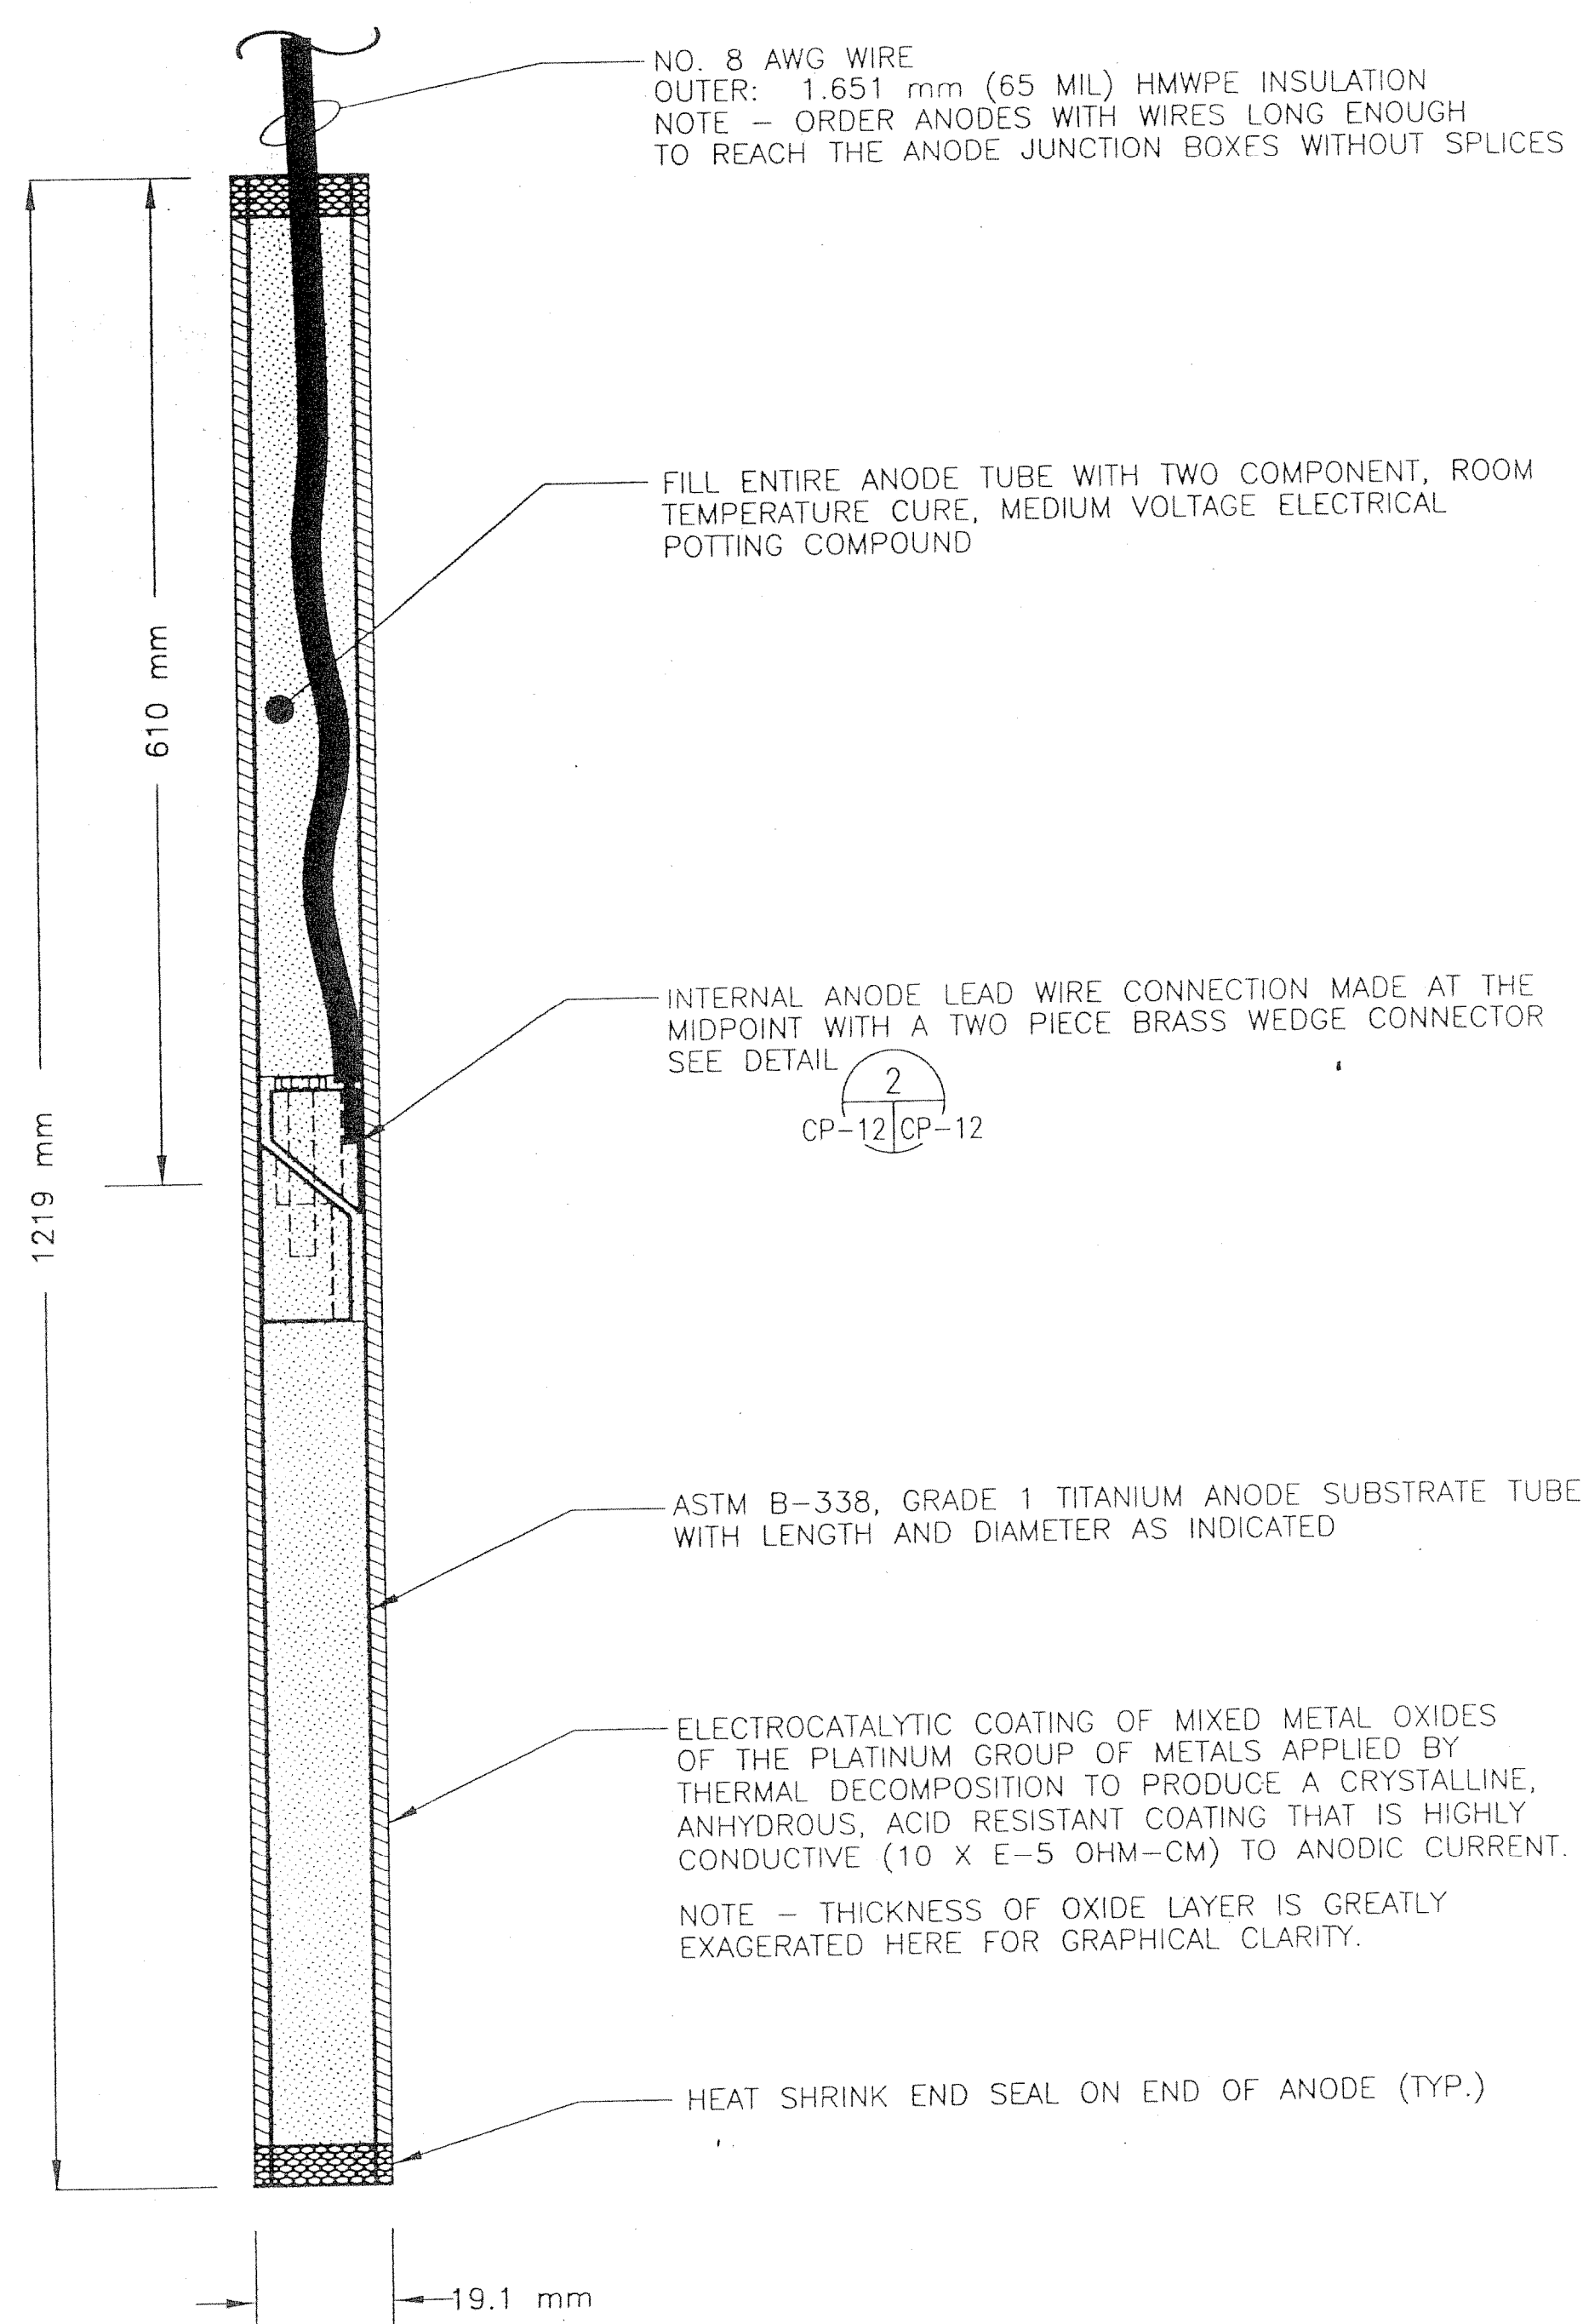 NO. 8 AWG WIRE
OUTER: 1.651 mm (65 MIL) HMWPE INSULATION
NOTE – ORDER ANODES WITH WIRES LONG ENOUGH
TO REACH THE ANODE JUNCTION BOXES WITHOUT SPLICES
FILL ENTIRE ANODE TUBE WITH TWO COMPONENT, ROOM
TEMPERATURE CURE, MEDIUM VOLTAGE ELECTRICAL
POTTING COMPOUND
610 mm
INTERNAL ANODE LEAD WIRE CONNECTION MADE AT THE
MIDPOINT WITH A TWO PIECE BRASS WEDGE CONNECTOR
SEE DETAIL
2
CP-12 CP-12
1219 mm
ASTM B-338, GRADE 1 TITANIUM ANODE SUBSTRATE TUBE
WITH LENGTH AND DIAMETER AS INDICATED
ELECTROCATALYTIC COATING OF MIXED METAL OXIDES
OF THE PLATINUM GROUP OF METALS APPLIED BY
THERMAL DECOMPOSITION TO PRODUCE A CRYSTALLINE,
ANHYDROUS, ACID RESISTANT COATING THAT IS HIGHLY
CONDUCTIVE (10 X E-5 OHM-CM) TO ANODIC CURRENT.
NOTE – THICKNESS OF OXIDE LAYER IS GREATLY
EXAGERATED HERE FOR GRAPHICAL CLARITY.
HEAT SHRINK END SEAL ON END OF ANODE (TYP.)
19.1 mm